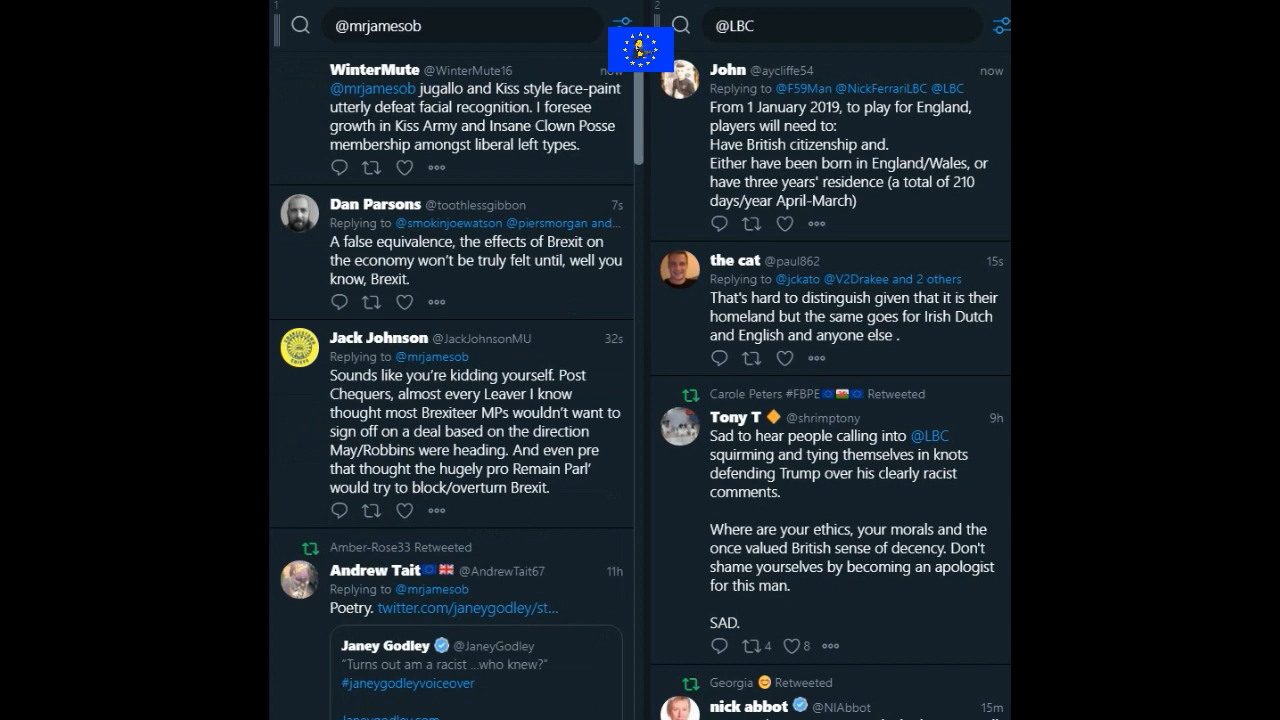 1
@mrjamesob
WinterMute @WinterMute16 now
@mrjamesob jugallo and Kiss style face-paint
utterly defeat facial recognition. I foresee
growth in Kiss Army and Insane Clown Posse
membership amongst liberal left types.
Dan Parsons @toothlessgibbon 7s
Replying to @smokinjoewatson @piersmorgan and...
A false equivalence, the effects of Brexit on
the economy won't be truly felt until, well you
know, Brexit.
Jack Johnson @JackJohnsonMU 32s
Replying to @mrjamesob
Sounds like you're kidding yourself. Post
Chequers, almost every Leaver I know
thought most Brexiteer MPs wouldn't want to
sign off on a deal based on the direction
May/Robbins were heading. And even pre
that thought the hugely pro Remain Parl'
would try to block/overturn Brexit.
Amber-Rose33 Retweeted
Andrew Tait @AndrewTait67 11h
Replying to @mrjamesob
Poetry. twitter.com/janeygodley/st...
Janey Godley @JaneyGodley
"Turns out am a racist ...who knew?"
#janeygodleyvoiceover
janeygodley.com
2
@LBC
John @aycliffe54 now
Replying to @F59Man @NickFerrariLBC @LBC
From 1 January 2019, to play for England,
players will need to:
Have British citizenship and.
Either have been born in England/Wales, or
have three years' residence (a total of 210
days/year April-March)
the cat @paul862 15s
Replying to @jckato @V2Drakee and 2 others
That's hard to distinguish given that it is their
homeland but the same goes for Irish Dutch
and English and anyone else .
Carole Peters #FBPE Retweeted
Tony T @shrimptony 9h
Sad to hear people calling into @LBC
squirming and tying themselves in knots
defending Trump over his clearly racist
comments.
Where are your ethics, your morals and the
once valued British sense of decency. Don't
shame yourselves by becoming an apologist
for this man.
SAD.
4 8
Georgia Retweeted
nick abbot @NIAbbot 15m